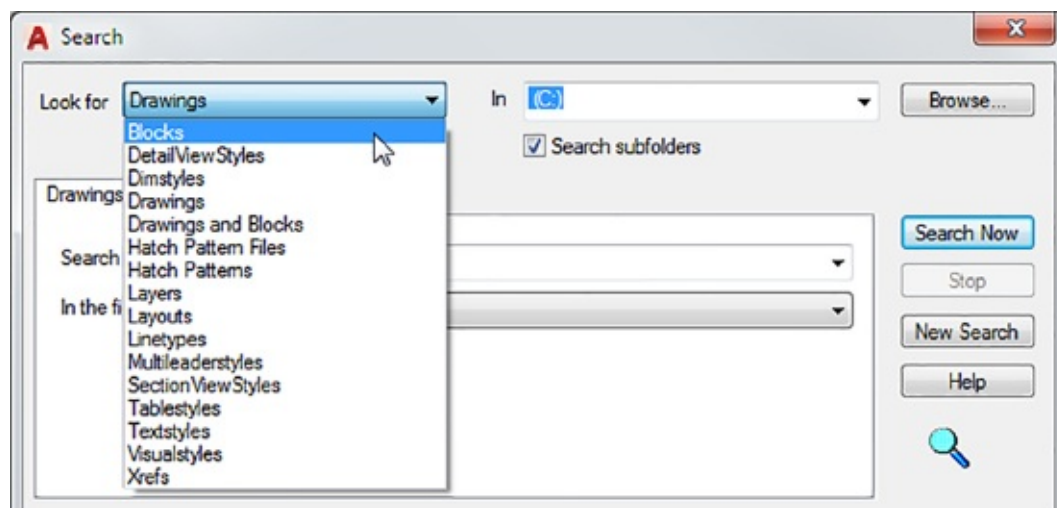 Search
Look for Drawings In (C:) Browse...
Search subfolders
Blocks
DetailViewStyles
Dimstyles
Drawings
Drawings and Blocks
Hatch Pattern Files
Hatch Patterns
Layers
Layouts
Linetypes
Multileaderstyles
SectionViewStyles
Tablestyles
Textstyles
Visualstyles
Xrefs
Drawings
Search
In the fi
Search Now
Stop
New Search
Help